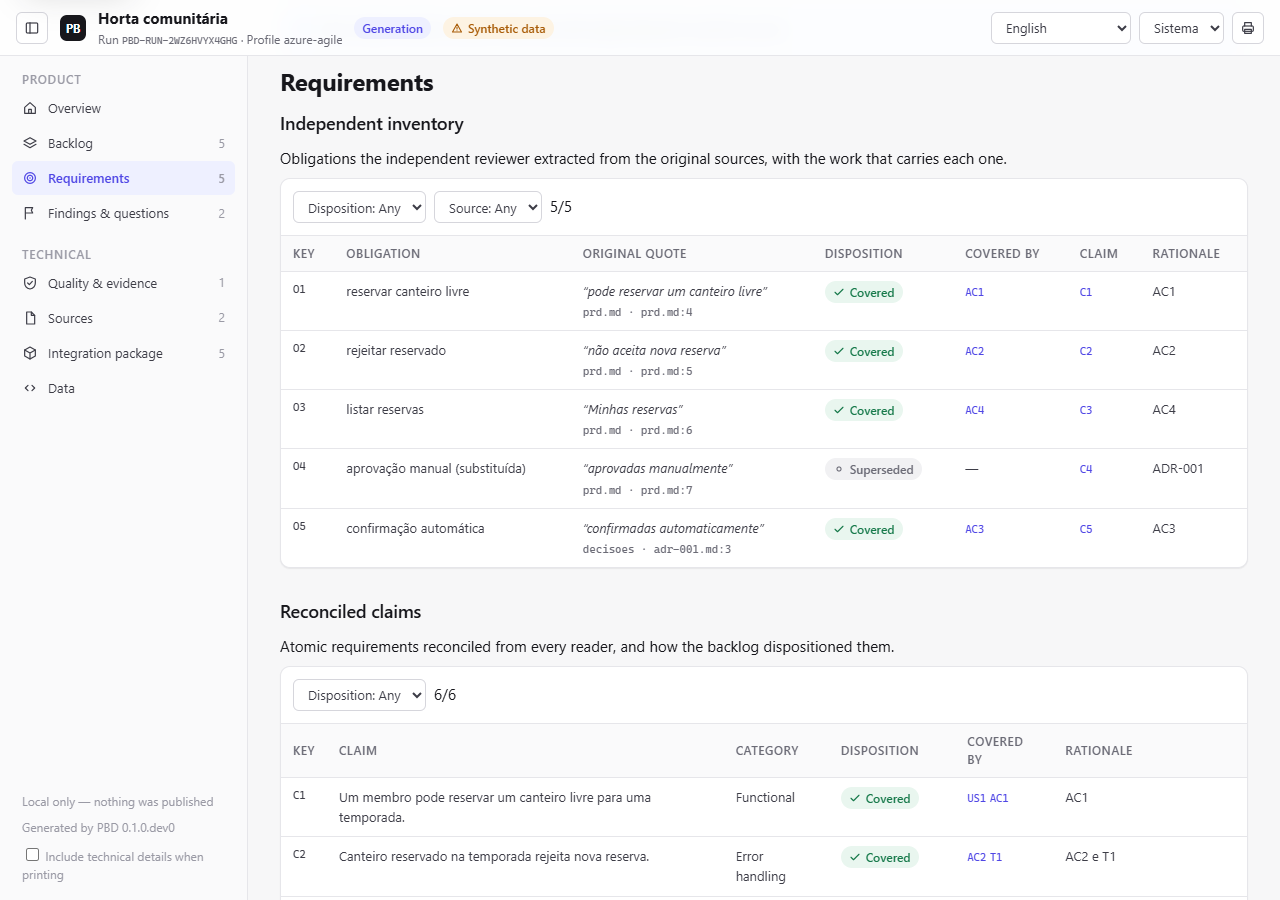 PB
Horta comunitária
Run PBD-RUN-2WZ6HVYX4GHG · Profile azure-agile
Generation
Synthetic data
English
Sistema
PRODUCT
Overview
Backlog 5
Requirements 5
Findings & questions 2
TECHNICAL
Quality & evidence 1
Sources 2
Integration package 5
Data
Local only — nothing was published
Generated by PBD 0.1.0.dev0
Include technical details when
printing
Requirements
Independent inventory
Obligations the independent reviewer extracted from the original sources, with the work that carries each one.
Disposition: Any Source: Any 5/5
KEY OBLIGATION ORIGINAL QUOTE DISPOSITION COVERED BY CLAIM RATIONALE
01 reservar canteiro livre “pode reservar um canteiro livre” Covered AC1 C1 AC1
prd.md · prd.md:4
02 rejeitar reservado “não aceita nova reserva” Covered AC2 C2 AC2
prd.md · prd.md:5
03 listar reservas “Minhas reservas” Covered AC4 C3 AC4
prd.md · prd.md:6
04 aprovação manual (substituída) “aprovadas manualmente” Superseded — C4 ADR-001
prd.md · prd.md:7
05 confirmação automática “confirmadas automaticamente” Covered AC3 C5 AC3
decisoes · adr-001.md:3
Reconciled claims
Atomic requirements reconciled from every reader, and how the backlog dispositioned them.
Disposition: Any 6/6
KEY CLAIM CATEGORY DISPOSITION COVERED BY RATIONALE
C1 Um membro pode reservar um canteiro livre para uma Functional Covered US1 AC1 AC1
temporada.
C2 Canteiro reservado na temporada rejeita nova reserva. Error Covered AC2 T1 AC2 e T1
handling